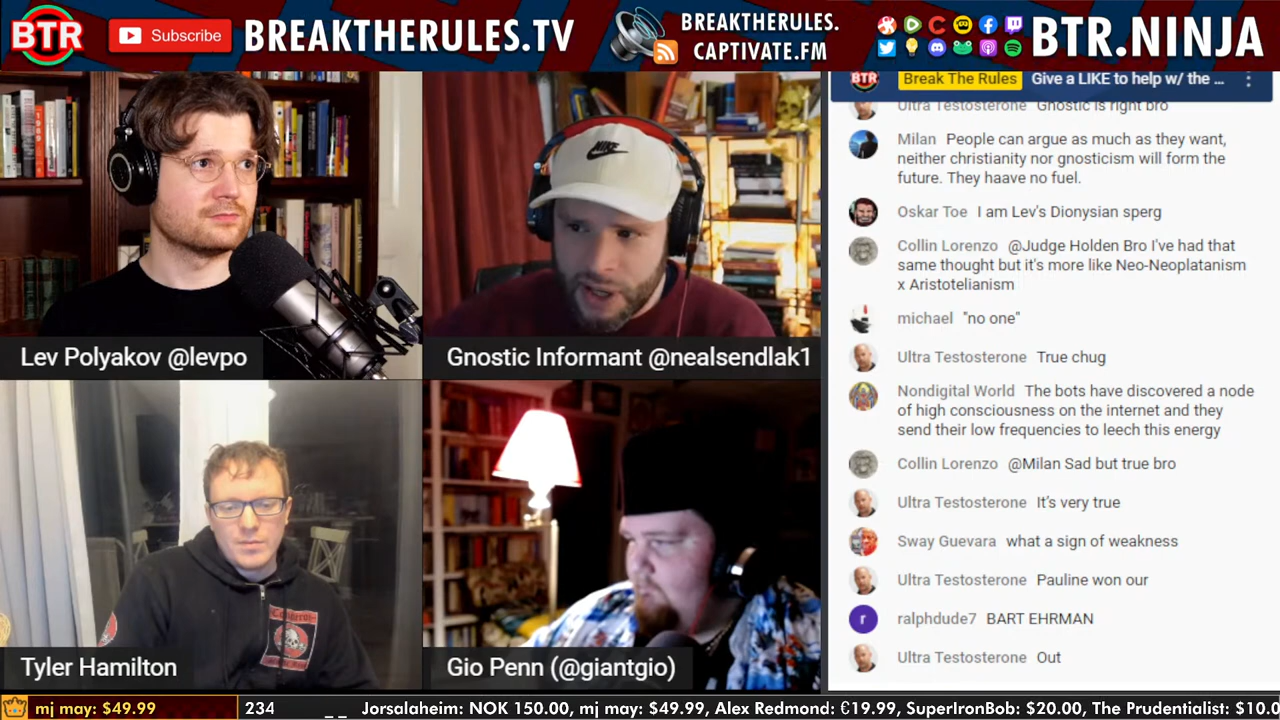 BTR
Subscribe
BREAKTHERULES.TV
BREAKTHERULES.
CAPTIVATE.FM
BTR.NINJA
1989
NIKE
Lev Polyakov @levpo
Gnostic Informant @nealsendlak1
Tyler Hamilton
Gio Penn (@giantgio)
BTR
Break The Rules Give a LIKE to help w/ the ...
Ultra Testosterone Gnostic is right bro
Milan People can argue as much as they want,
neither christianity nor gnosticism will form the
future. They haave no fuel.
Oskar Toe I am Lev's Dionysian sperg
Collin Lorenzo @Judge Holden Bro I've had that
same thought but it's more like Neo-Neoplatanism
x Aristotelianism
michael "no one"
Ultra Testosterone True chug
Nondigital World The bots have discovered a node
of high consciousness on the internet and they
send their low frequencies to leech this energy
Collin Lorenzo @Milan Sad but true bro
Ultra Testosterone It's very true
Sway Guevara what a sign of weakness
Ultra Testosterone Pauline won our
r
ralphdude7 BART EHRMAN
Ultra Testosterone Out
mj may: $49.99
234
_ _ Jorsalaheim: NOK 150.00, mj may: $49.99, Alex Redmond: €19.99, SuperIronBob: $20.00, The Prudentialist: $10.0